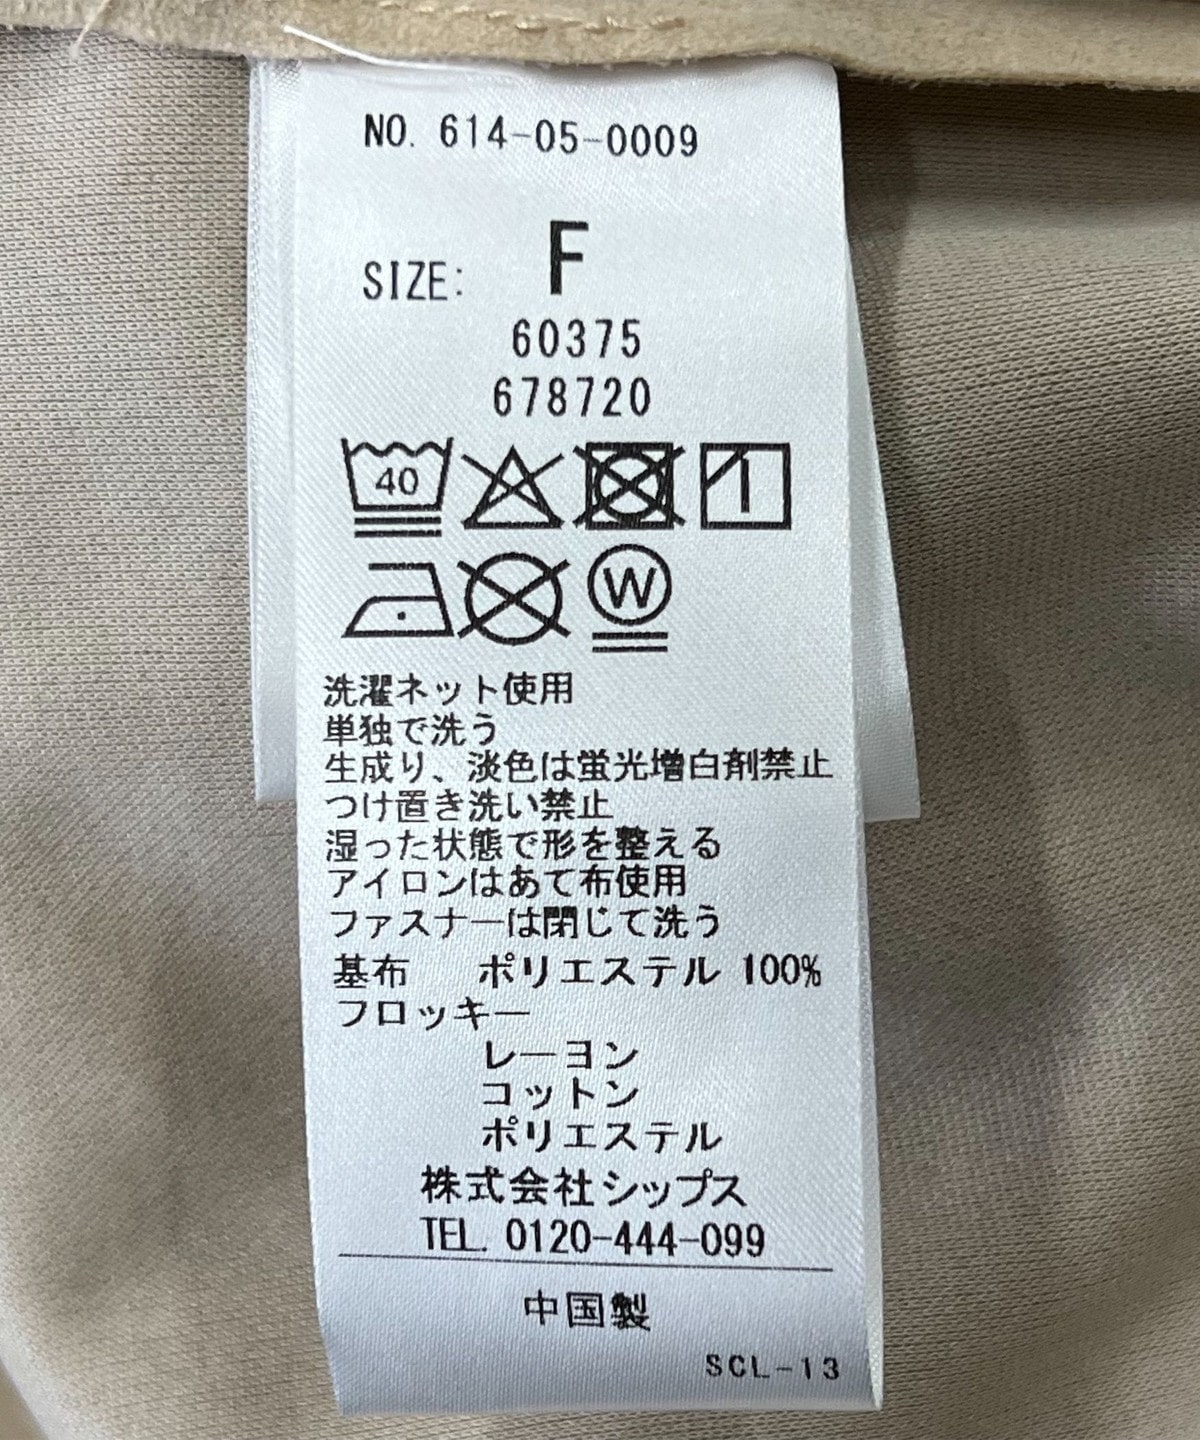 NO. 614-05-0009
SIZE: F
60375
678720
40
W
洗濯ネット使用
単独で洗う
生成り、淡色は蛍光増白剤禁止
つけ置き洗い禁止
湿った状態で形を整える
アイロンはあて布使用
ファスナーは閉じて洗う
基布 ポリエステル 100%
フロッキー
レーヨン
コットン
ポリエステル
株式会社シップス
TEL. 0120-444-099
中国製
SCL-13